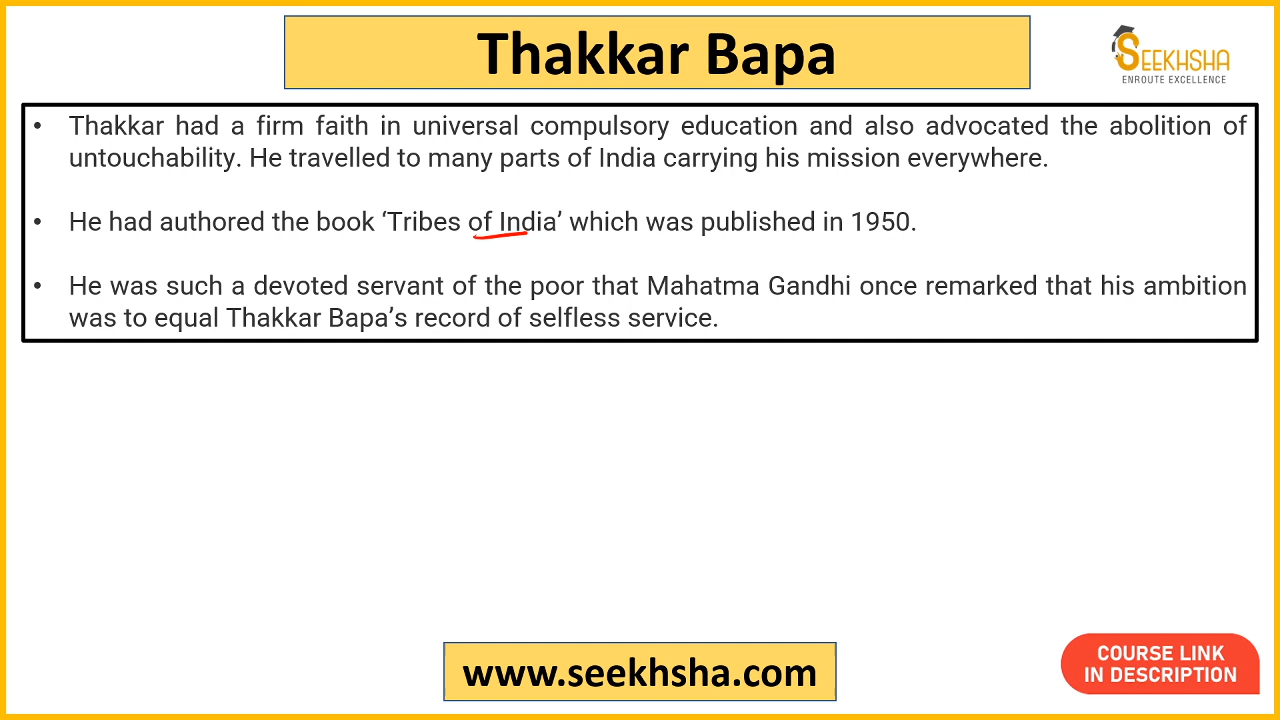 Thakkar Bapa
SEEKHSHA
ENROUTE EXCELLENCE
• Thakkar had a firm faith in universal compulsory education and also advocated the abolition of
untouchability. He travelled to many parts of India carrying his mission everywhere.
• He had authored the book ‘Tribes of India’ which was published in 1950.
• He was such a devoted servant of the poor that Mahatma Gandhi once remarked that his ambition
was to equal Thakkar Bapa’s record of selfless service.
www.seekhsha.com
COURSE LINK
IN DESCRIPTION